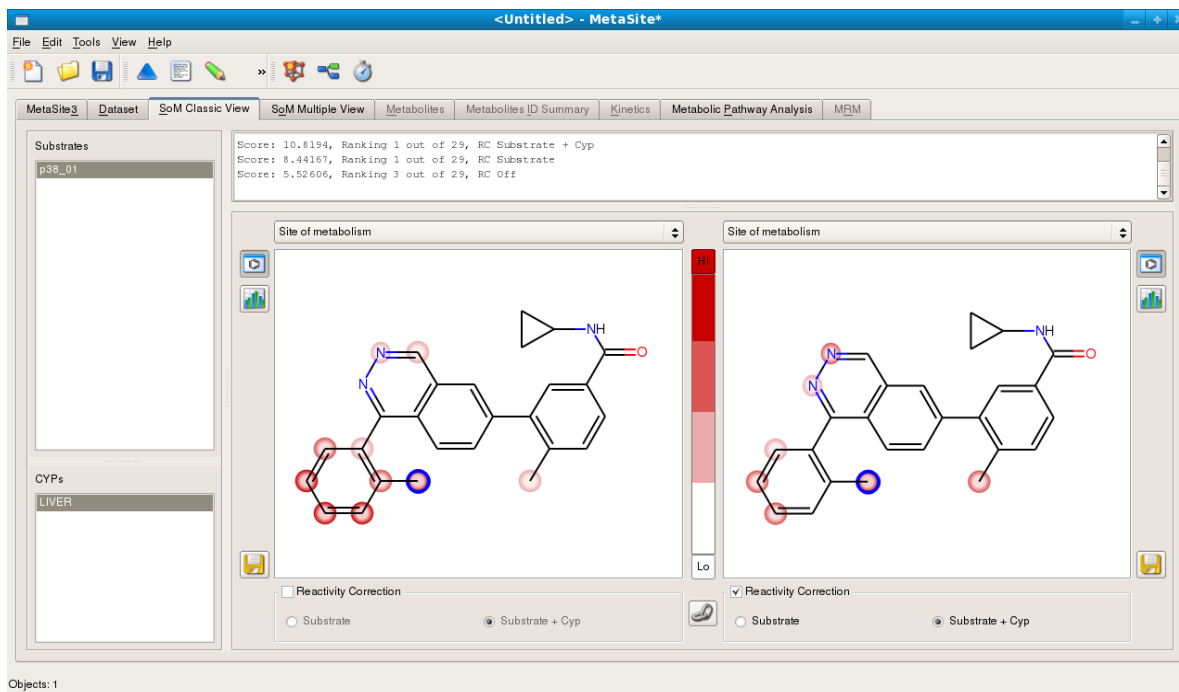 <Untitled> - MetaSite*
File Edit Tools View Help
»
MetaSite3 Dataset SoM Classic View SoM Multiple View Metabolites Metabolites ID Summary Kinetics Metabolic Pathway Analysis MRM
Substrates
p38_01
CYPs
LIVER
Score: 10.8194, Ranking 1 out of 29, RC Substrate + Cyp
Score: 8.44167, Ranking 1 out of 29, RC Substrate
Score: 5.52606, Ranking 3 out of 29, RC Off
Site of metabolism
NH
O
N
N
Reactivity Correction
Substrate Substrate + Cyp
Hi
Lo
Site of metabolism
NH
O
N
N
Reactivity Correction
Substrate Substrate + Cyp
Objects: 1